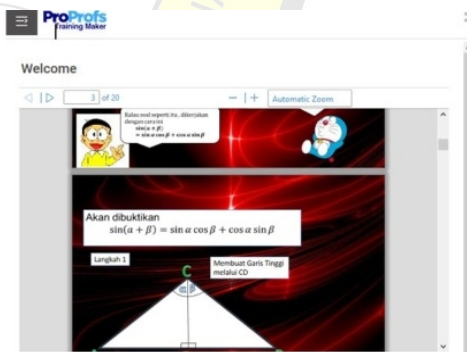 ProProfs
Training Maker
Welcome
3 of 20
Automatic Zoom
Kalau soal seperti itu, dikerjakan
dengan cara ini
sin(α + β)
= sin α cos β + cos α sin β
Akan dibuktikan
sin(α + β) = sin α cos β + cos α sin β
Langkah 1
Membuat Garis Tinggi
melalui CD
C
α β